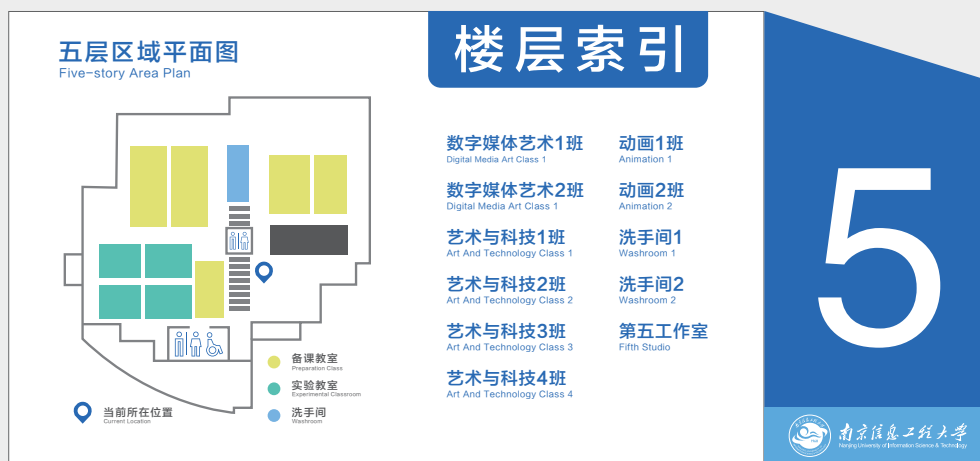 五层区域平面图
Five-story Area Plan
备课教室
Preparation Class
实验教室
Experimental Classroom
洗手间
Washroom
当前所在位置
Current Location
楼层索引
数字媒体艺术1班
Digital Media Art Class 1
数字媒体艺术2班
Digital Media Art Class 1
艺术与科技1班
Art And Technology Class 1
艺术与科技2班
Art And Technology Class 2
艺术与科技3班
Art And Technology Class 3
艺术与科技4班
Art And Technology Class 4
动画1班
Animation 1
动画2班
Animation 2
洗手间1
Washroom 1
洗手间2
Washroom 2
第五工作室
Fifth Studio
5
南京信息工程大学
Nanjing University of Information Science & Technology